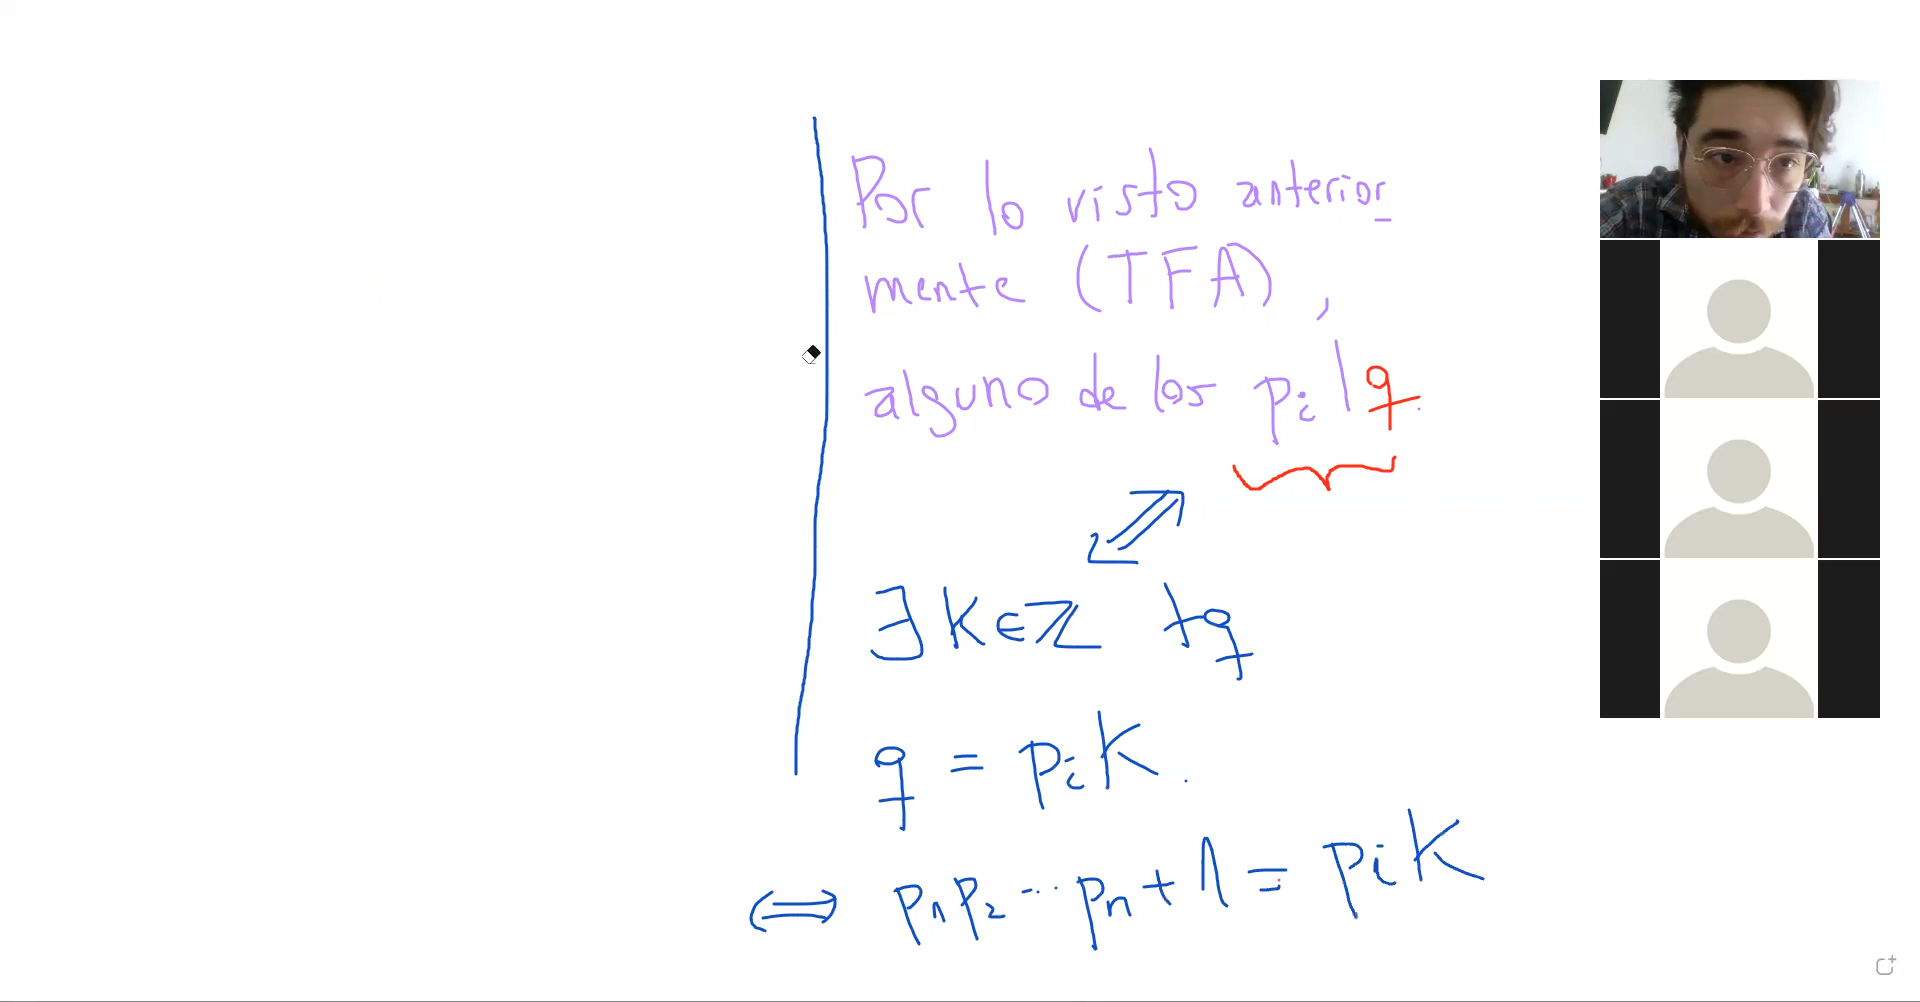 Por lo visto anterior
mente (TFA),
alguno de los pi | q.
∃ k ∈ ℤ tq
q = pi k.
⟺ p1 p2 ... pn + 1 = pi k